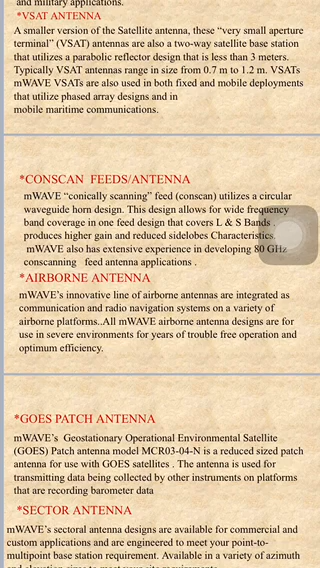 and military applications.
*VSAT ANTENNA
A smaller version of the Satellite antenna, these “very small aperture
terminal” (VSAT) antennas are also a two-way satellite base station
that utilizes a parabolic reflector design that is less than 3 meters.
Typically VSAT antennas range in size from 0.7 m to 1.2 m. VSATs
mWAVE VSATs are also used in both fixed and mobile deployments
that utilize phased array designs and in
mobile maritime communications.
*CONSCAN FEEDS/ANTENNA
mWAVE “conically scanning” feed (conscan) utilizes a circular
waveguide horn design. This design allows for wide frequency
band coverage in one feed design that covers L & S Bands .
produces higher gain and reduced sidelobes Characteristics.
mWAVE also has extensive experience in developing 80 GHz
conscanning feed antenna applications .
*AIRBORNE ANTENNA
mWAVE’s innovative line of airborne antennas are integrated as
communication and radio navigation systems on a variety of
airborne platforms..All mWAVE airborne antenna designs are for
use in severe environments for years of trouble free operation and
optimum efficiency.
*GOES PATCH ANTENNA
mWAVE’s Geostationary Operational Environmental Satellite
(GOES) Patch antenna model MCR03-04-N is a reduced sized patch
antenna for use with GOES satellites . The antenna is used for
transmitting data being collected by other instruments on platforms
that are recording barometer data
*SECTOR ANTENNA
mWAVE’s sectoral antenna designs are available for commercial and
custom applications and are engineered to meet your point-to-
multipoint base station requirement. Available in a variety of azimuth